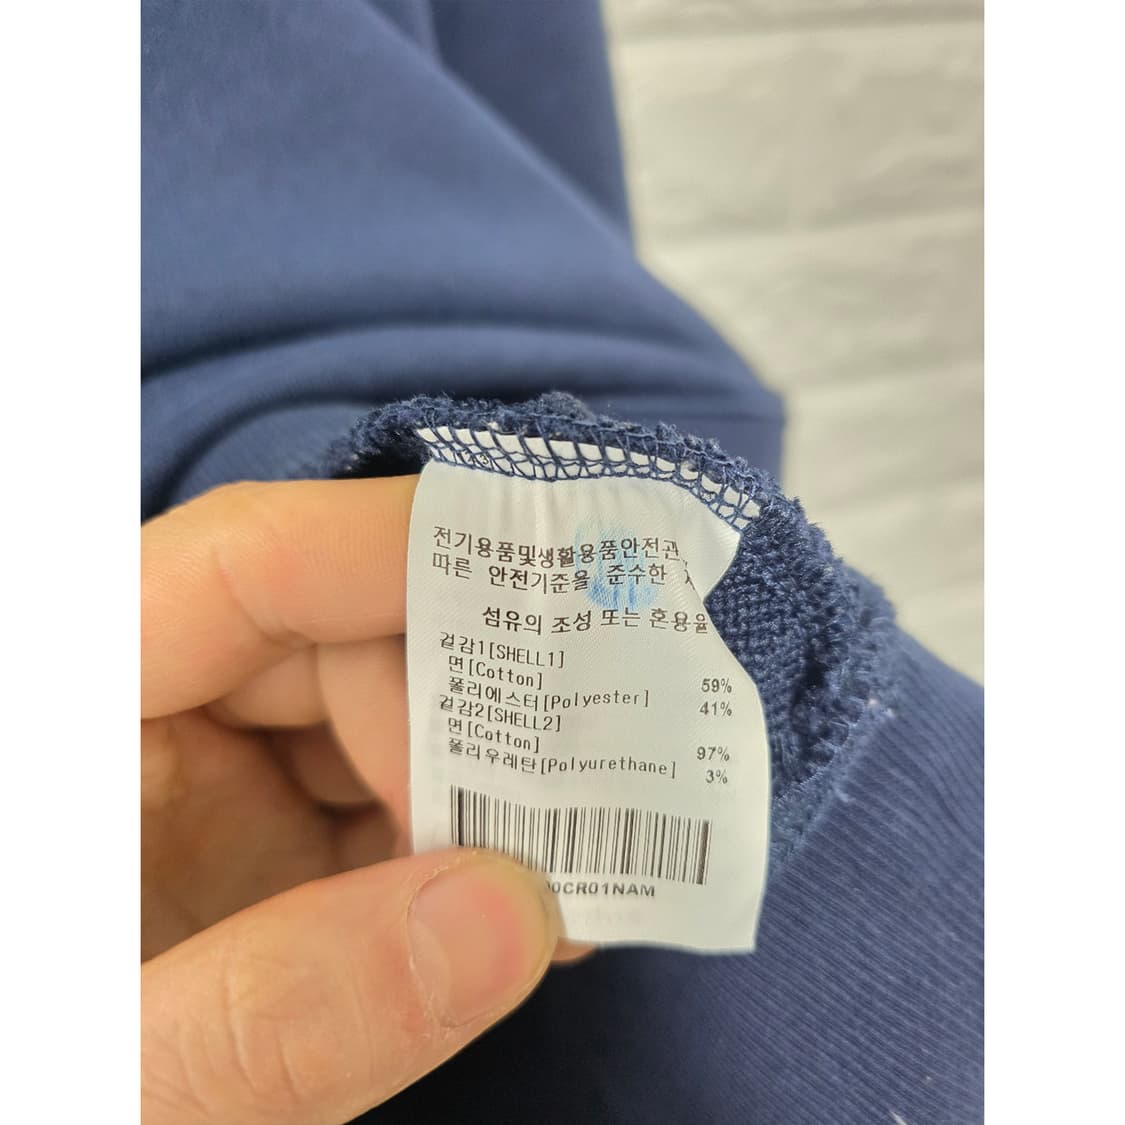 전기용품및생활용품안전관
따른 안전기준을 준수한
섬유의 조성 또는 혼용율
겉감1[SHELL1]
면[Cotton] 59%
폴리에스터[Polyester] 41%
겉감2[SHELL2]
면[Cotton] 97%
폴리우레탄[Polyurethane] 3%
0CR01NAM